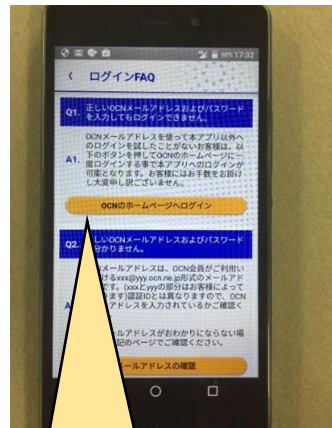 50% 17:32
ログインFAQ
Q1. 正しいOCNメールアドレスおよびパスワード
を入力してもログインできません。
OCNメールアドレスを使って本アプリ以外へ
のログインを試したことがないお客様は、以
A1. 下のボタンを押してOCNのホームページに一
度ログインする事で本アプリへのログインが
可能となります。お客様にはお手数をお掛け
し大変申し訳ございません。
OCNのホームページへログイン
Q2. しいOCNメールアドレスおよびパスワード
分かりません。
メールアドレスは、OCN会員がご利用い
けるxxx@yyy.ocn.ne.jp形式のメールアド
です。(xxxとyyyの部分はお客様によって
ります)認証IDとは異なりますので、OCN
アドレスを入力されているかご確認く
ールアドレスがおわかりにならない場
記のページでご確認ください。
ールアドレスの確認